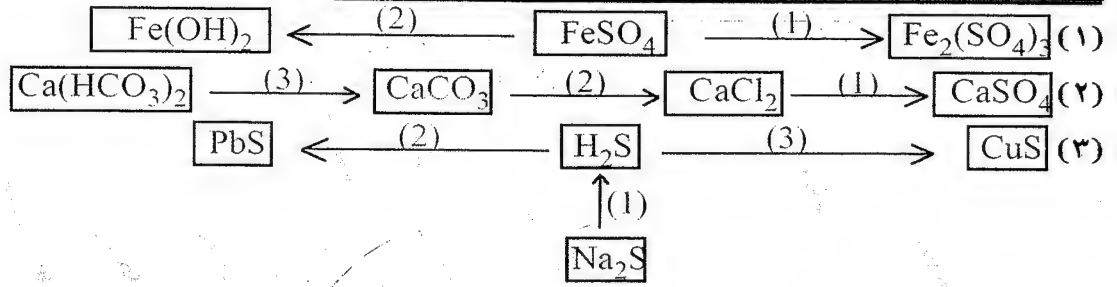 Fe(OH)₂ ←(2) FeSO₄ (1)→ Fe₂(SO₄)₃ (١)
Ca(HCO₃)₂ (3)→ CaCO₃ (2)→ CaCl₂ (1)→ CaSO₄ (٢)
PbS ←(2) H₂S (3)→ CuS (٣)
↑ (1)
Na₂S